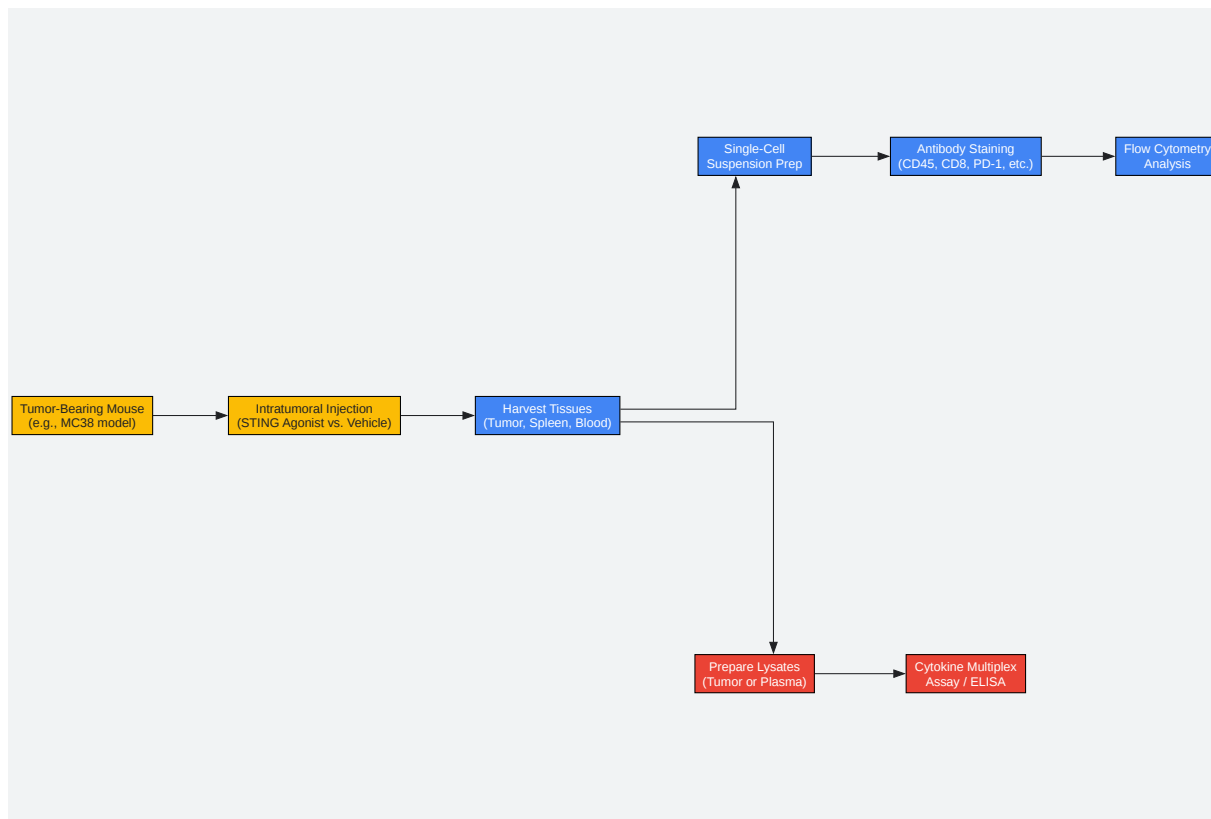 Tumor-Bearing Mouse
(e.g., MC38 model)
Intratumoral Injection
(STING Agonist vs. Vehicle)
Harvest Tissues
(Tumor, Spleen, Blood)
Single-Cell
Suspension Prep
Antibody Staining
(CD45, CD8, PD-1, etc.)
Flow Cytometry
Analysis
Prepare Lysates
(Tumor or Plasma)
Cytokine Multiplex
Assay / ELISA